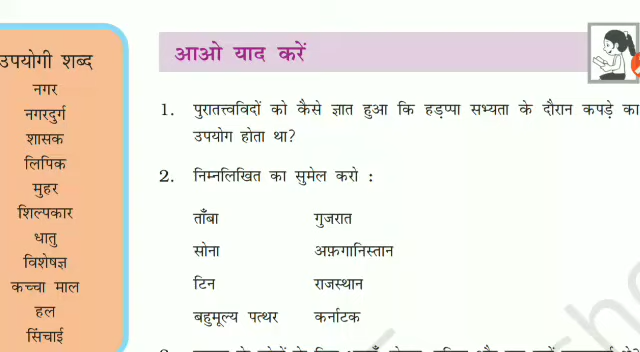 उपयोगी शब्द
नगर
नगरदुर्ग
शासक
लिपिक
मुहर
शिल्पकार
धातु
विशेषज्ञ
कच्चा माल
हल
सिंचाई
आओ याद करें
1. पुरातत्त्वविदों को कैसे ज्ञात हुआ कि हड़प्पा सभ्यता के दौरान कपड़े का
उपयोग होता था?
2. निम्नलिखित का सुमेल करो :
ताँबा गुजरात
सोना अफ़गानिस्तान
टिन राजस्थान
बहुमूल्य पत्थर कर्नाटक